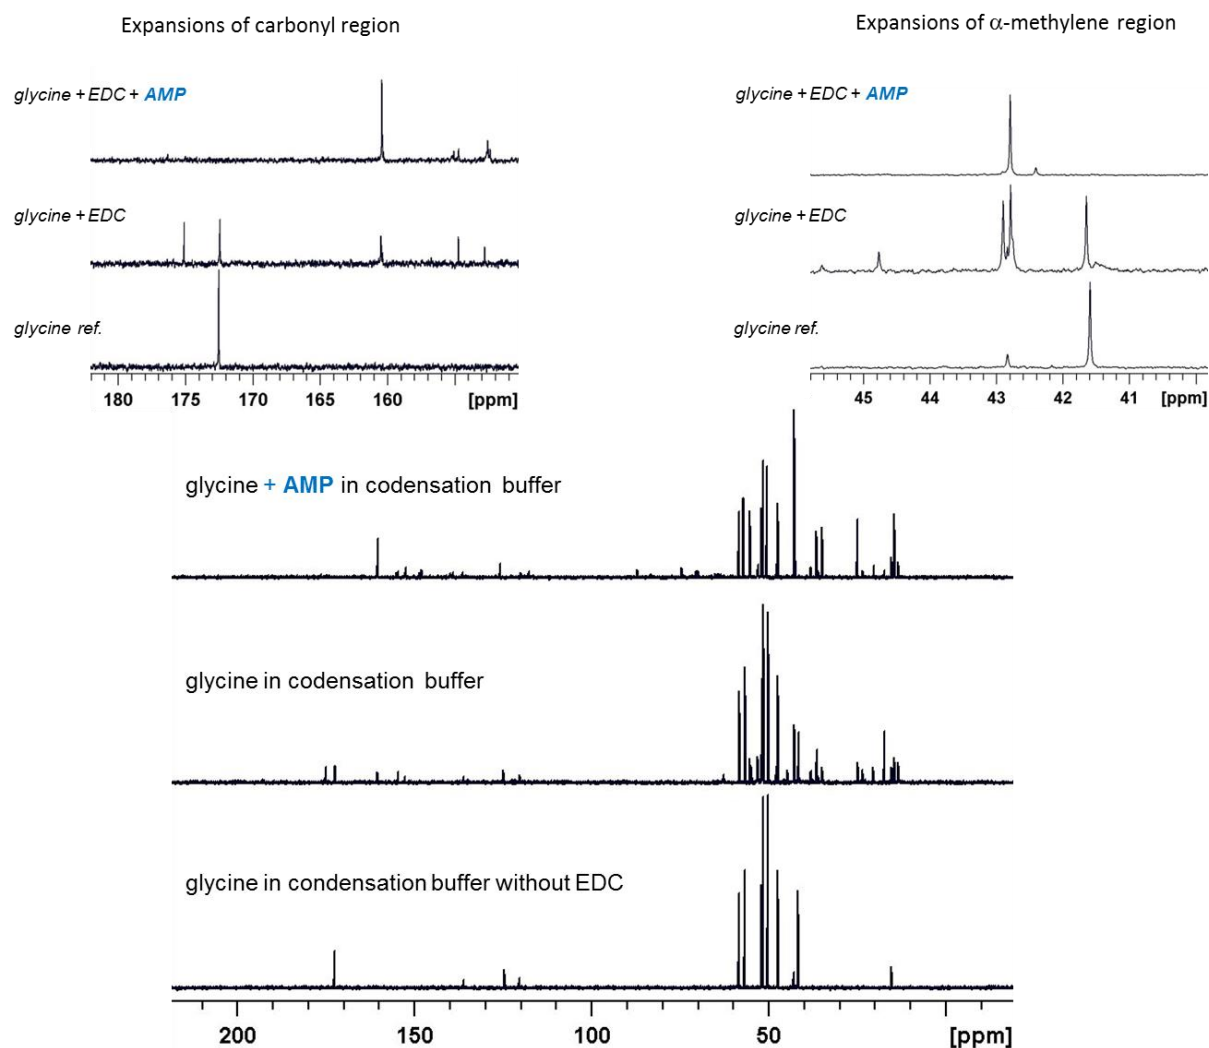 Expansions of carbonyl region
Expansions of α-methylene region
glycine + EDC + AMP
glycine + EDC
glycine ref.
180 175 170 165 160 [ppm]
glycine + EDC + AMP
glycine + EDC
glycine ref.
45 44 43 42 41 [ppm]
glycine + AMP in codensation buffer
glycine in codensation buffer
glycine in condensation buffer without EDC
200 150 100 50 [ppm]